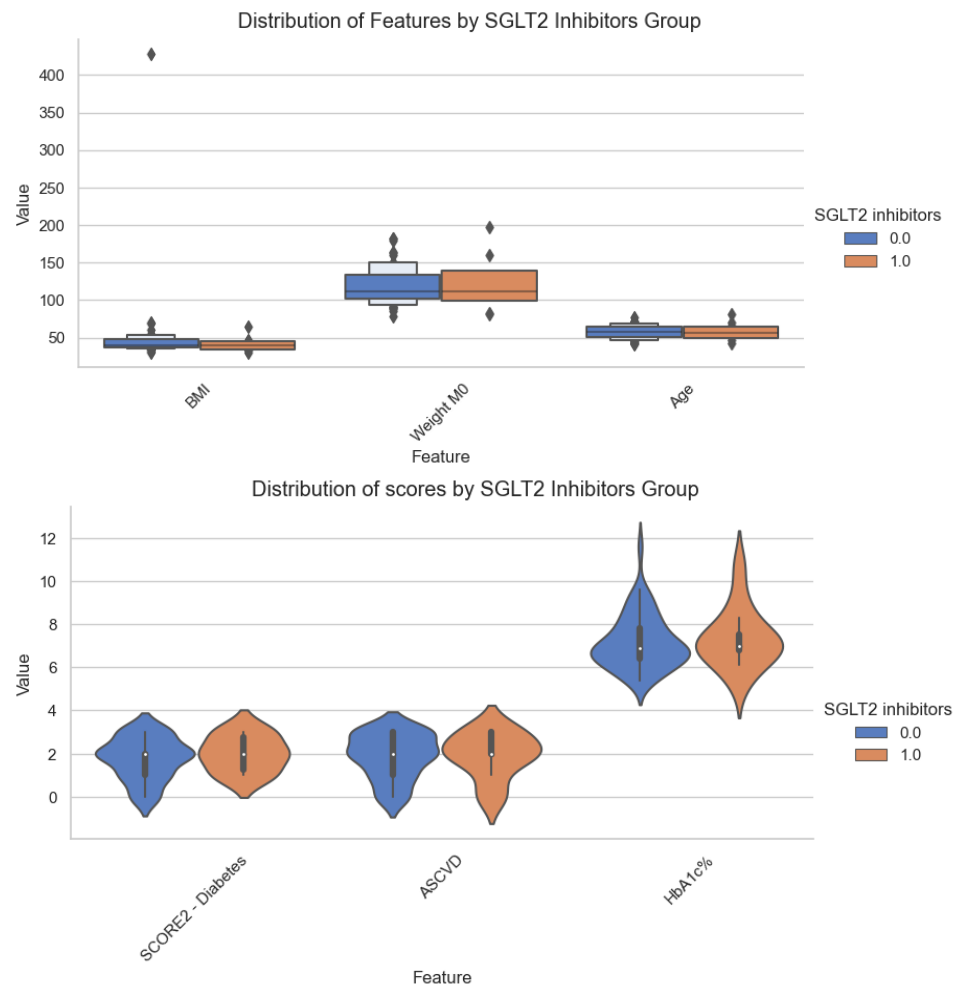 Distribution of Features by SGLT2 Inhibitors Group
400
350
300
250
200
150
100
50
Value
BMI
Weight M0
Age
Feature
SGLT2 inhibitors
0.0
1.0
Distribution of scores by SGLT2 Inhibitors Group
12
10
8
6
4
2
0
Value
SCORE2 - Diabetes
ASCVD
HbA1c%
Feature
SGLT2 inhibitors
0.0
1.0